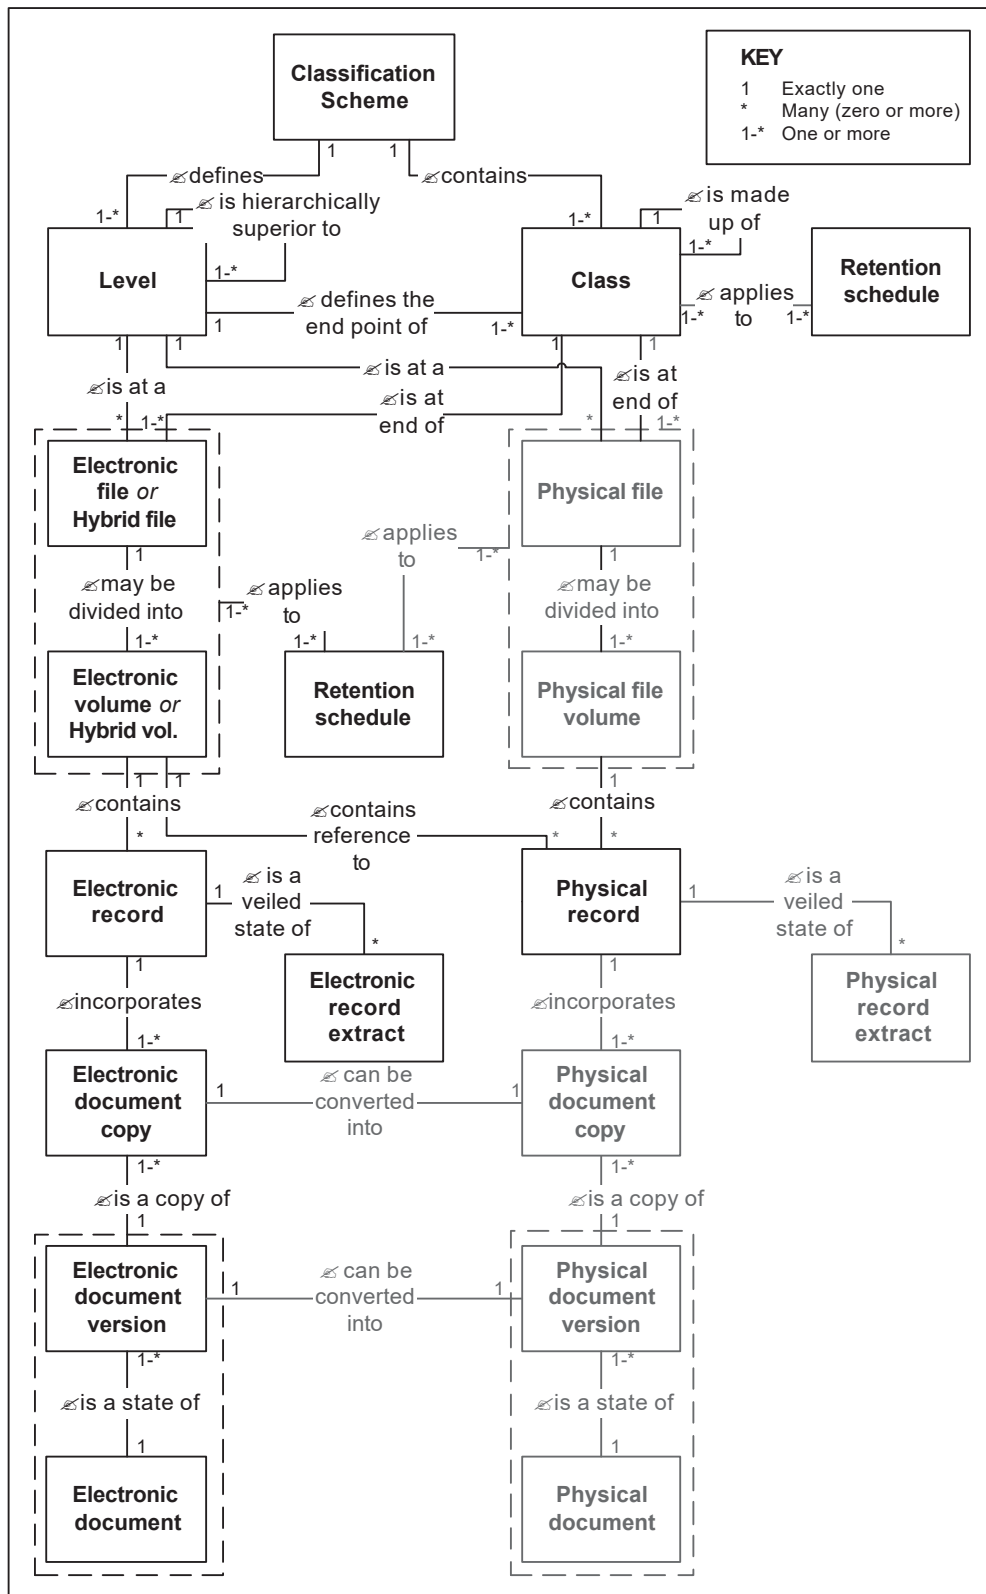 Classification
Scheme
KEY
1 Exactly one
* Many (zero or more)
1-* One or more
1
1
defines
contains
is hierarchically
superior to
is made
up of
1-*
1
1-*
1
1-*
1-*
Level
Class
Retention
schedule
defines the
end point of
1
1-*
applies
to
1-*
1-*
1
1
1
1
is at a
is at a
is at
end of
is at
end of
*
1-*
*
1-*
Electronic
file or
Hybrid file
Physical file
applies
to
1-*
1
1
may be
divided into
applies
to
1-*
may be
divided into
1-*
1-*
1-*
1-*
Electronic
volume or
Hybrid vol.
Retention
schedule
Physical file
volume
1
1
1
contains
contains
reference
to
contains
*
*
*
Electronic
record
1
is a
veiled
state of
*
Physical
record
1
is a
veiled
state of
*
1
1
Electronic
record
extract
Physical
record
extract
incorporates
incorporates
1-*
1-*
Electronic
document
copy
1
can be
converted
into
1
Physical
document
copy
1-*
1-*
is a copy of
is a copy of
1
1
Electronic
document
version
1
can be
converted
into
1
Physical
document
version
1-*
1-*
is a state of
is a state of
1
1
Electronic
document
Physical
document